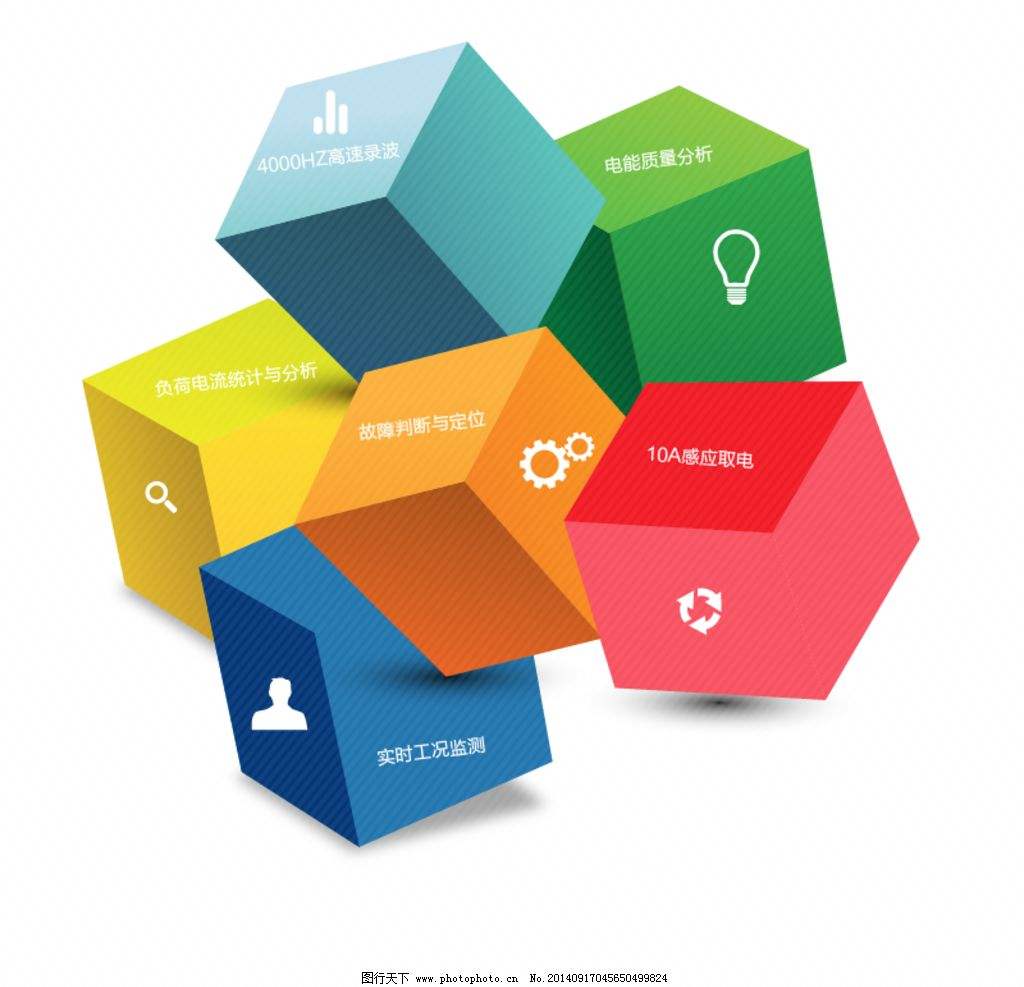 4000HZ高速录波
电能质量分析
负荷电流统计与分析
故障判断与定位
10A感应取电
实时工况监测
图行天下 www.photophoto.cn No.20140917045650499824